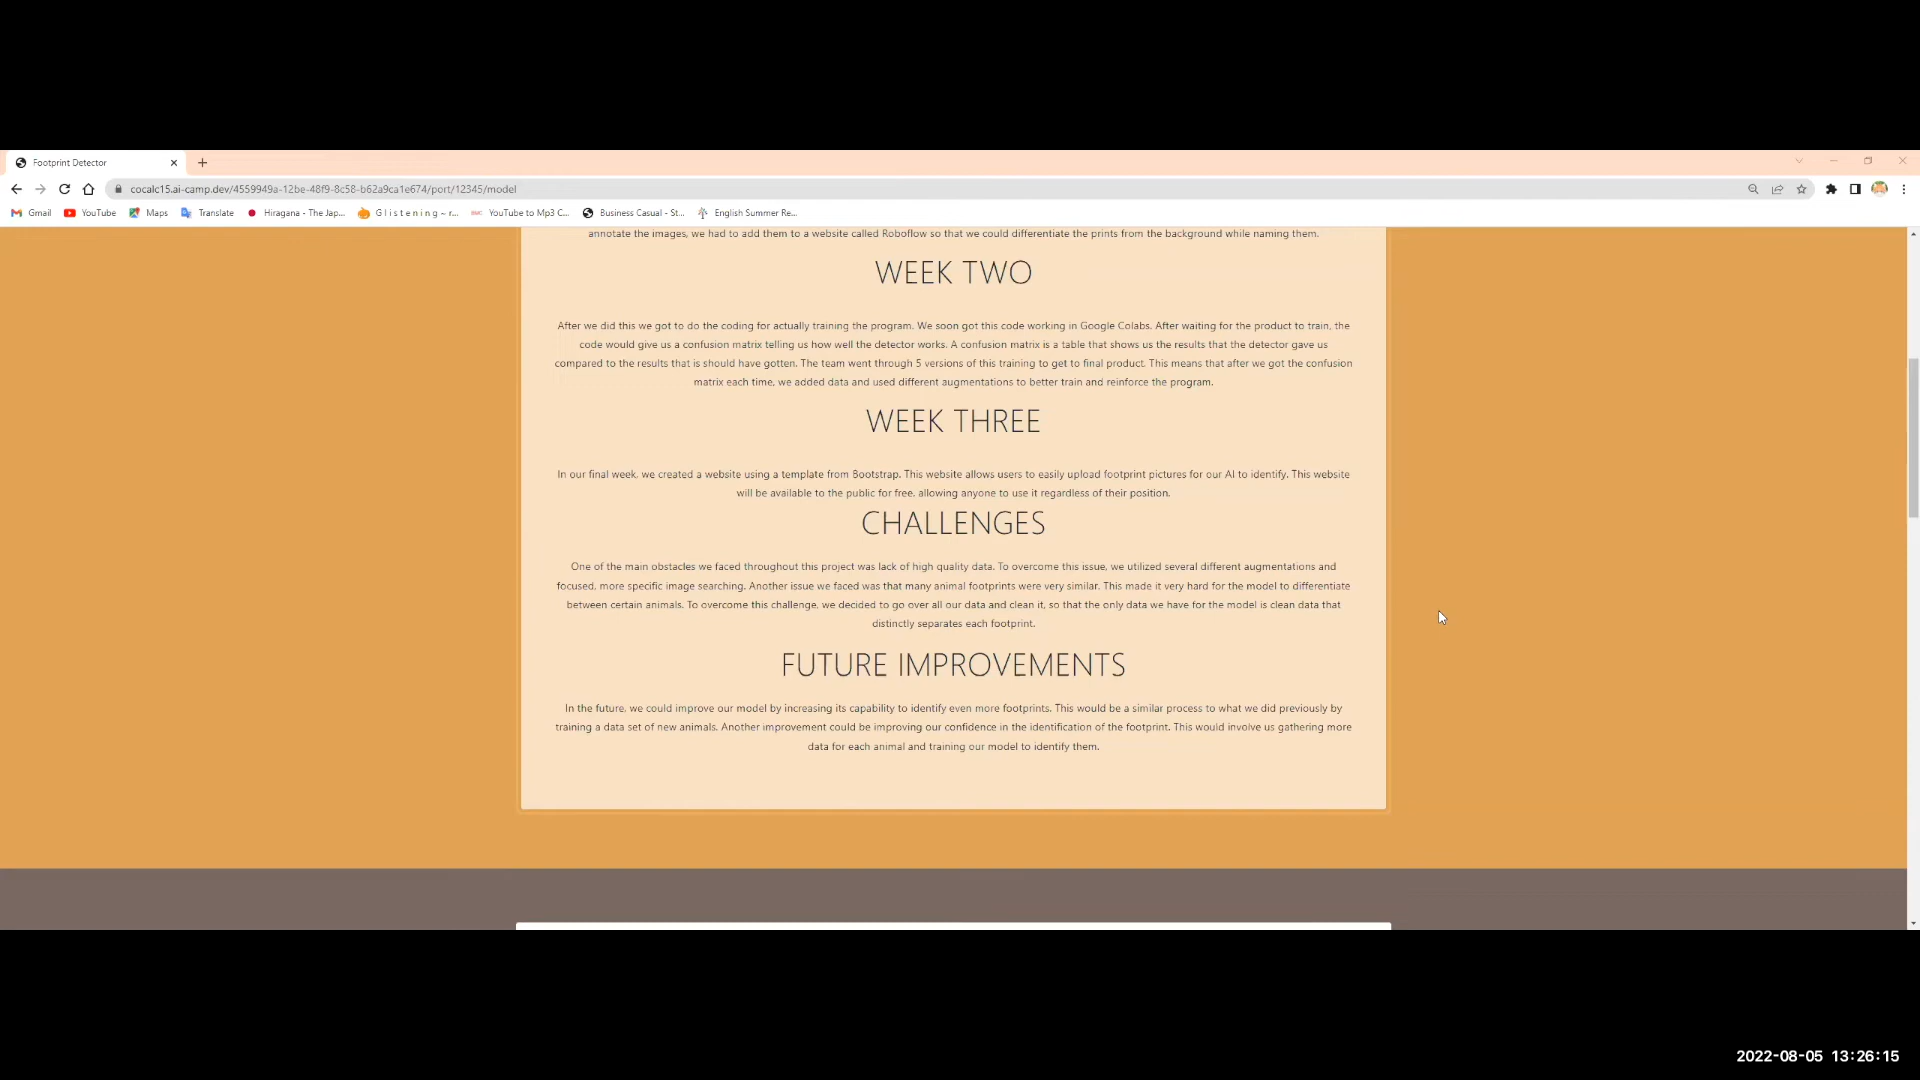 Footprint Detector
cocalc15.ai-camp.dev/4559949a-12be-48f9-8c58-b62a9ca1e674/port/12345/model
Gmail YouTube Maps Translate Hiragana - The Jap... G l i s t e n i n g ~ r... YouTube to Mp3 C... Business Casual - St... English Summer Re...
annotate the images, we had to add them to a website called Roboflow so that we could differentiate the prints from the background while naming them.
WEEK TWO
After we did this we got to do the coding for actually training the program. We soon got this code working in Google Colabs. After waiting for the product to train, the
code would give us a confusion matrix telling us how well the detector works. A confusion matrix is a table that shows us the results that the detector gave us
compared to the results that is should have gotten. The team went through 5 versions of this training to get to final product. This means that after we got the confusion
matrix each time, we added data and used different augmentations to better train and reinforce the program.
WEEK THREE
In our final week, we created a website using a template from Bootstrap. This website allows users to easily upload footprint pictures for our AI to identify. This website
will be available to the public for free, allowing anyone to use it regardless of their position.
CHALLENGES
One of the main obstacles we faced throughout this project was lack of high quality data. To overcome this issue, we utilized several different augmentations and
focused, more specific image searching. Another issue we faced was that many animal footprints were very similar. This made it very hard for the model to differentiate
between certain animals. To overcome this challenge, we decided to go over all our data and clean it, so that the only data we have for the model is clean data that
distinctly separates each footprint.
FUTURE IMPROVEMENTS
In the future, we could improve our model by increasing its capability to identify even more footprints. This would be a similar process to what we did previously by
training a data set of new animals. Another improvement could be improving our confidence in the identification of the footprint. This would involve us gathering more
data for each animal and training our model to identify them.
2022-08-05 13:26:15